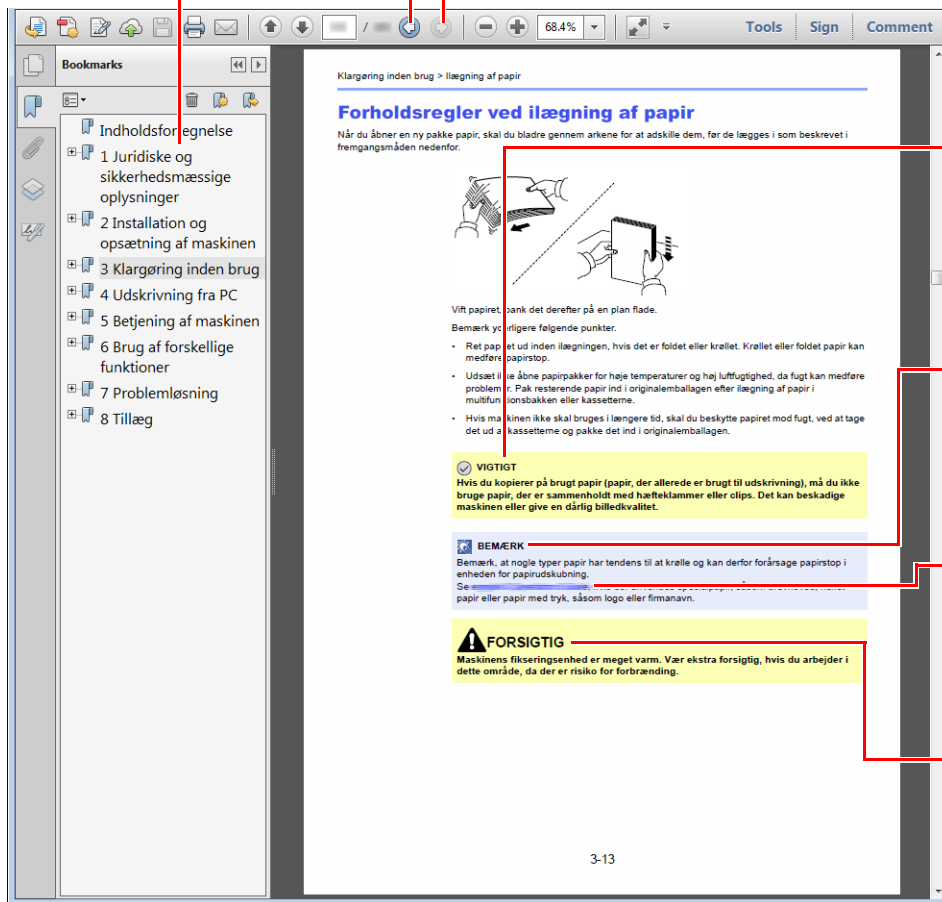 / 68.4% Tools Sign Comment
Bookmarks
Indholdsfortegnelse
1 Juridiske og
sikkerhedsmæssige
oplysninger
2 Installation og
opsætning af maskinen
3 Klargøring inden brug
4 Udskrivning fra PC
5 Betjening af maskinen
6 Brug af forskellige
funktioner
7 Problemløsning
8 Tillæg
Klargøring inden brug > Ilægning af papir
Forholdsregler ved ilægning af papir
Når du åbner en ny pakke papir, skal du bladre gennem arkene for at adskille dem, før de lægges i som beskrevet i
fremgangsmåden nedenfor.
Vift papiret, bank det derefter på en plan flade.
Bemærk yderligere følgende punkter.
• Ret papiret ud inden ilægningen, hvis det er foldet eller krøllet. Krøllet eller foldet papir kan
medføre papirstop.
• Udsæt ikke åbne papirpakker for høje temperaturer og høj luftfugtighed, da fugt kan medføre
problemer. Pak resterende papir ind i originalemballagen efter ilægning af papir i
multifunktionsbakken eller kassetterne.
• Hvis maskinen ikke skal bruges i længere tid, skal du beskytte papiret mod fugt, ved at tage
det ud af kassetterne og pakke det ind i originalemballagen.
VIGTIGT
Hvis du kopierer på brugt papir (papir, der allerede er brugt til udskrivning), må du ikke
bruge papir, der er sammenholdt med hæfteklammer eller clips. Det kan beskadige
maskinen eller give en dårlig billedkvalitet.
BEMÆRK
Bemærk, at nogle typer papir har tendens til at krølle og kan derfor forårsage papirstop i
enheden for papirudskubning.
Se
papir eller papir med tryk, såsom logo eller firmanavn.
FORSIGTIG
Maskinens fikseringsenhed er meget varm. Vær ekstra forsigtig, hvis du arbejder i
dette område, da der er risiko for forbrænding.
3-13